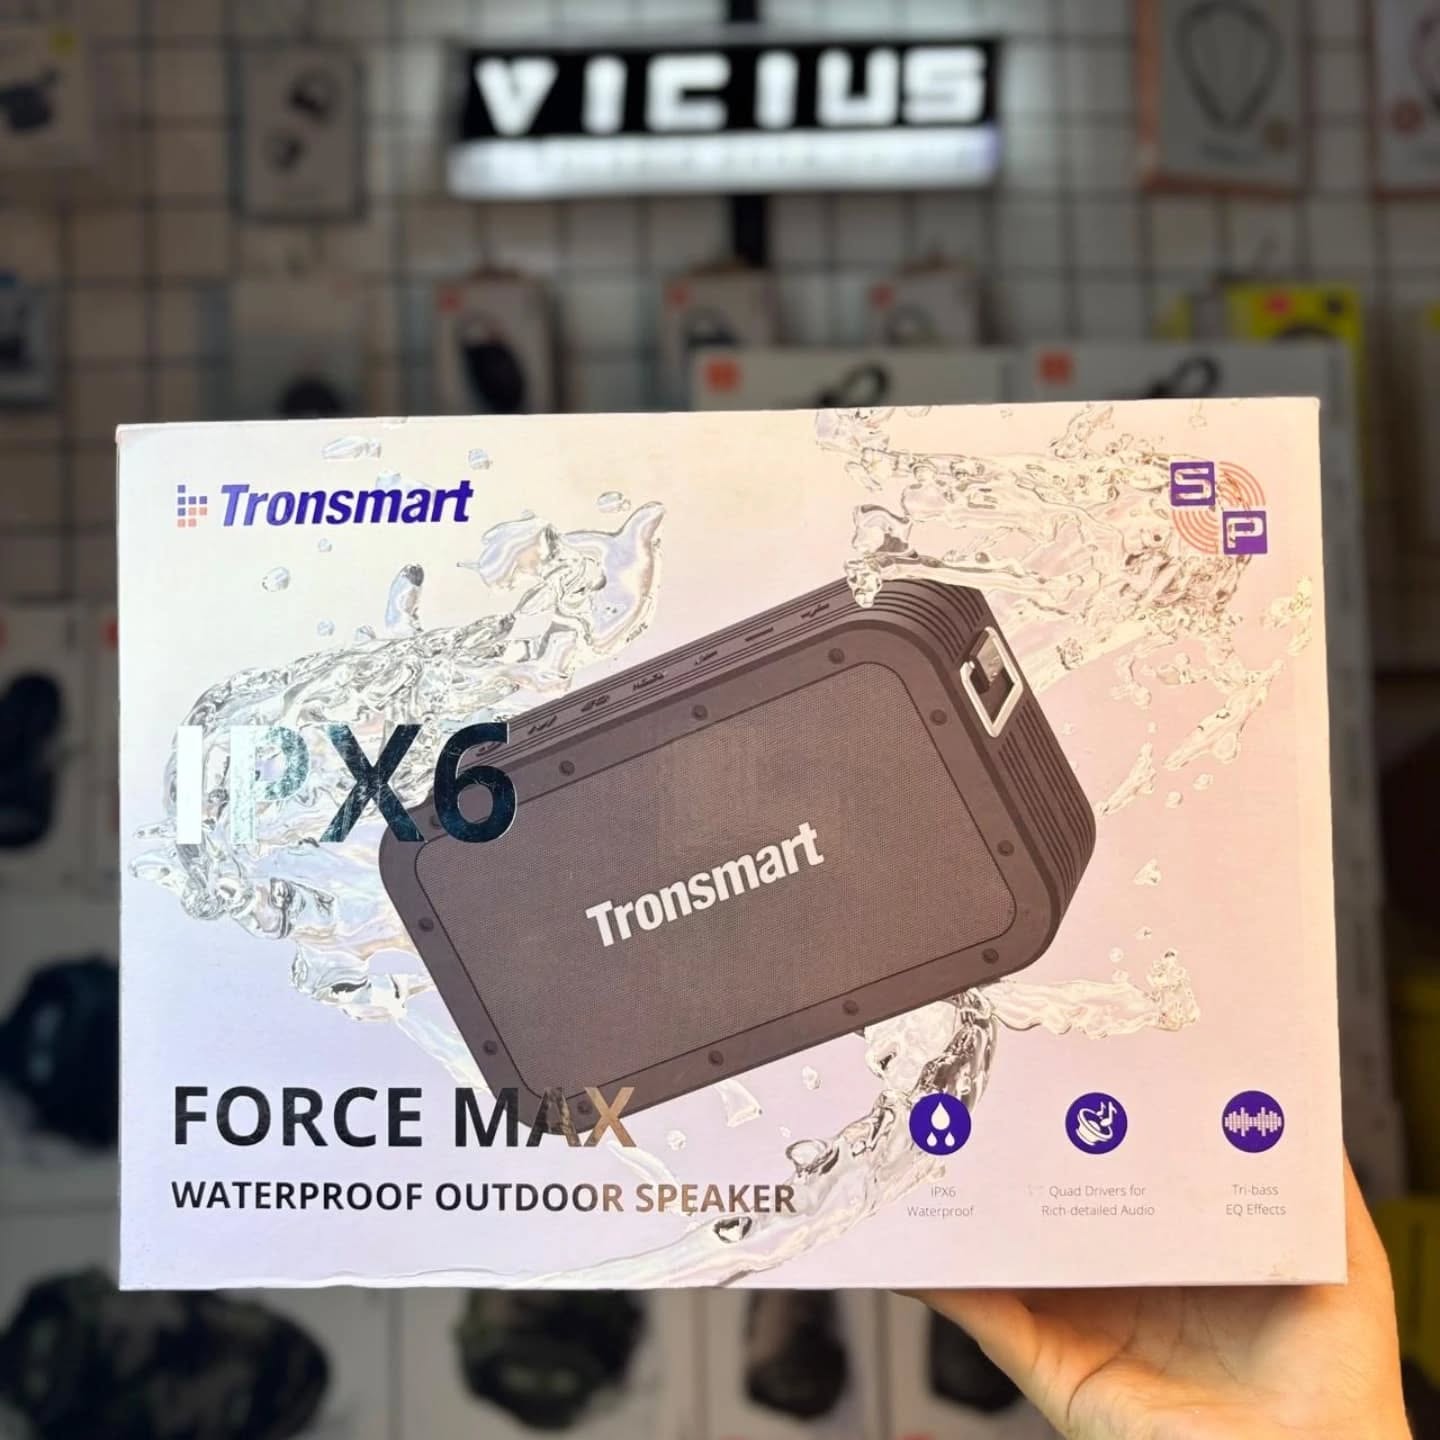 VICIUS
Tronsmart
SP
IPX6
Tronsmart
FORCE MAX
WATERPROOF OUTDOOR SPEAKER
IPX6
Waterproof
Quad Drivers for
Rich-detailed Audio
Tri-bass
EQ Effects